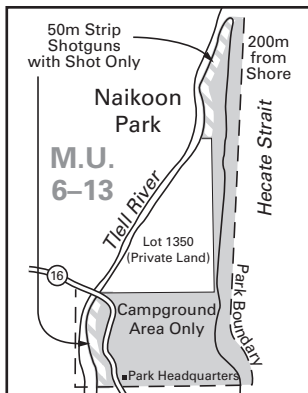 50m Strip
Shotguns
with Shot Only
200m
from
Shore
Naikoon
Park
M.U.
6–13
Hecate Strait
Tlell River
Lot 1350
(Private Land)
16
Campground
Area Only
Park Boundary
Park Headquarters